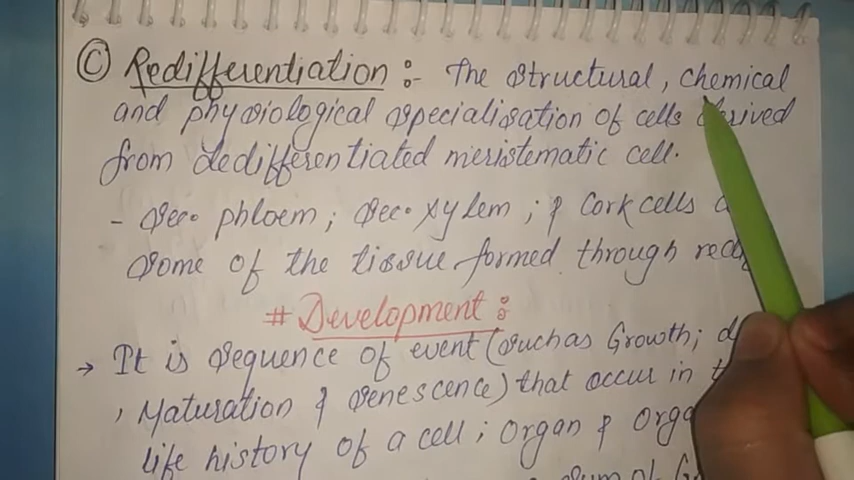 Ⓒ Redifferentiation :- The Structural, chemical
and physiological specialisation of cells derived
from dedifferentiated meristematic cell.
- Sec. phloem; Sec. xylem; & Cork cells
Some of the tissue formed through
# Development :
→ It is Sequence of event (Such as Growth;
, Maturation & Senescence) that occur in
life history of a cell; Organ &